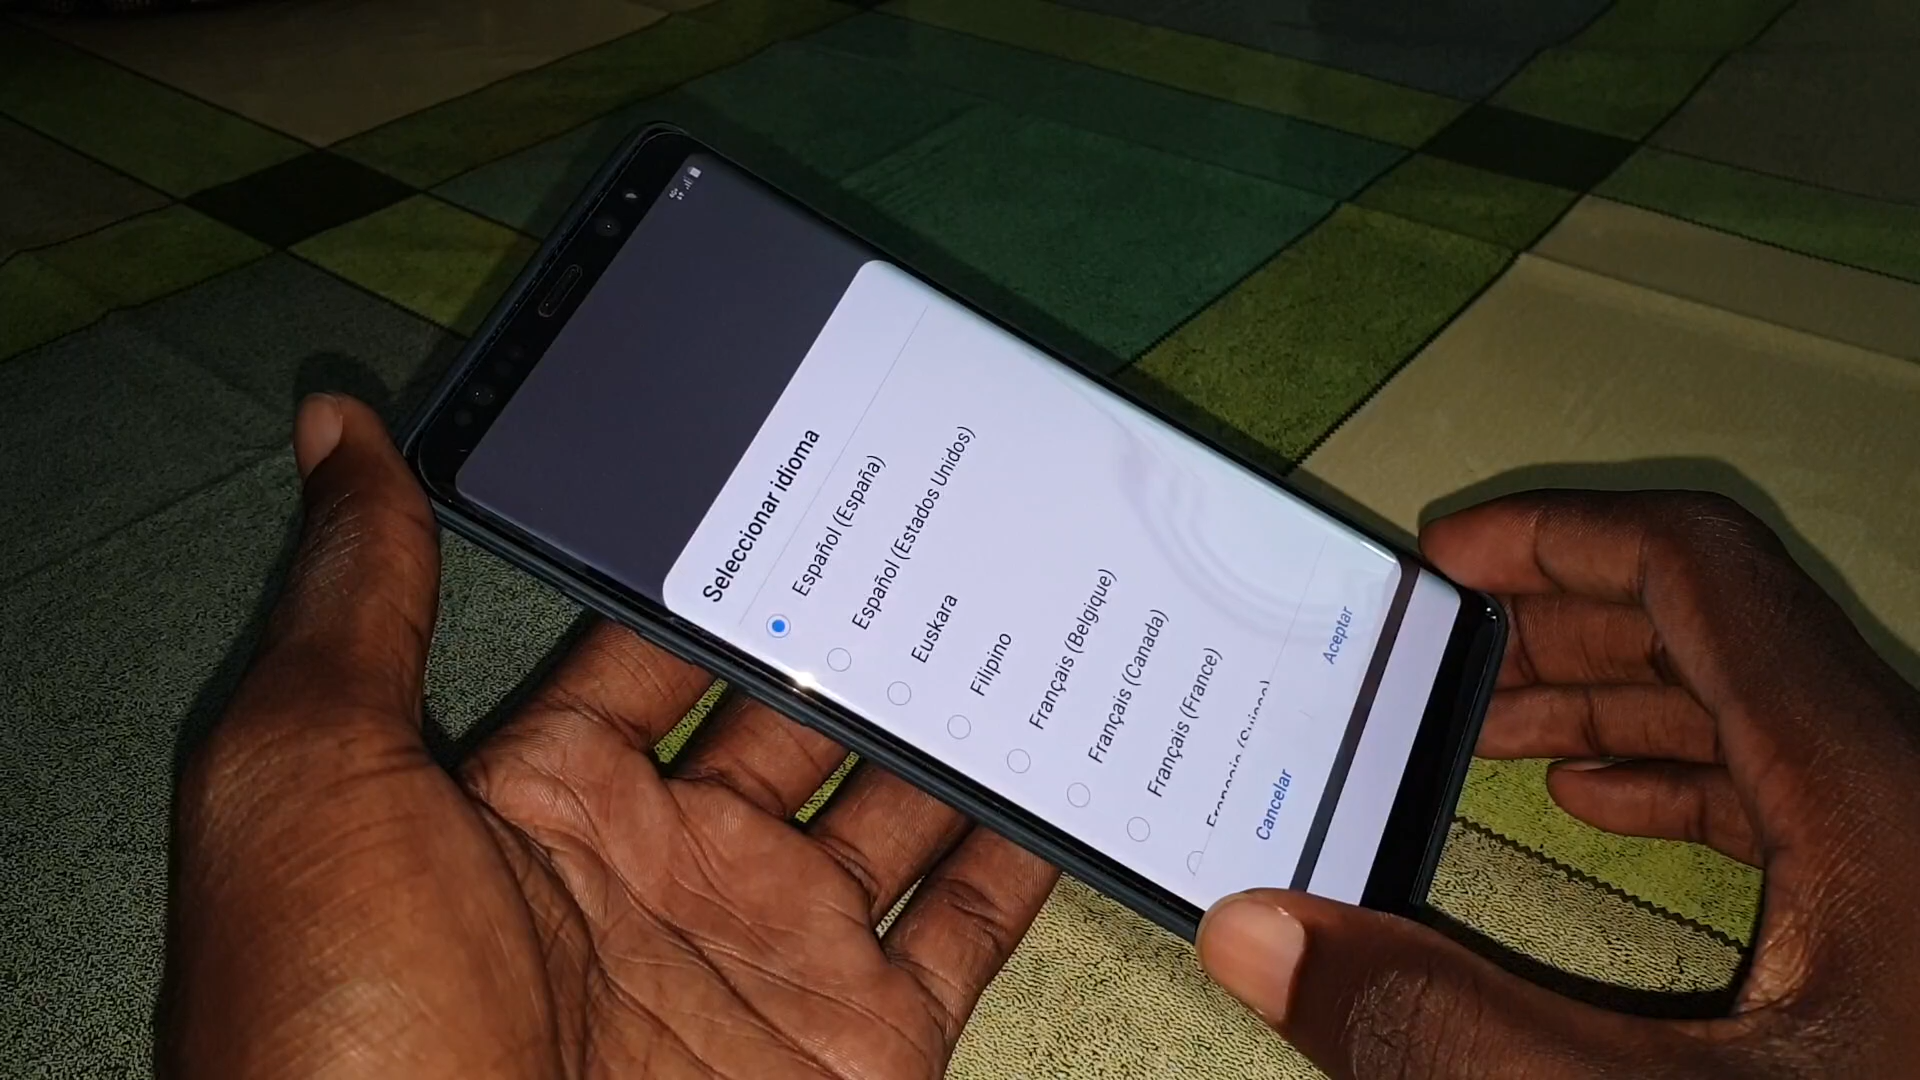 Seleccionar idioma
Español (España)
Español (Estados Unidos)
Euskara
Filipino
Français (Belgique)
Français (Canada)
Français (France)
Cancelar
Aceptar